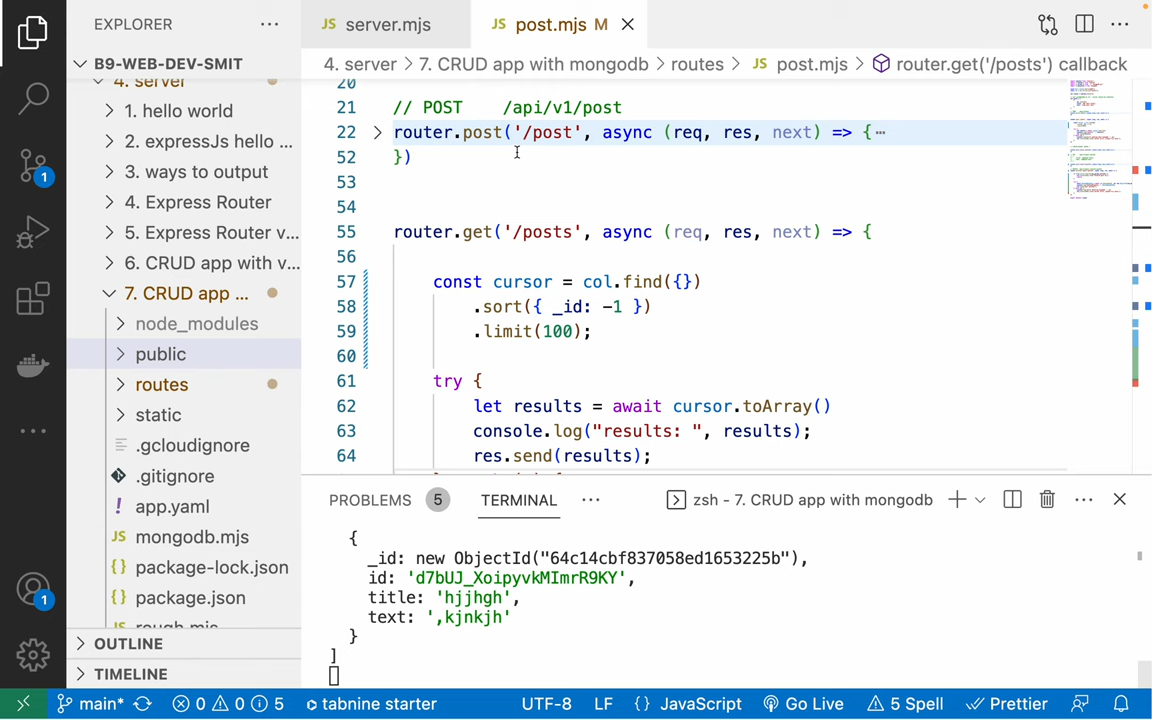 EXPLORER
B9-WEB-DEV-SMIT
4. server
1. hello world
2. expressJs hello ...
3. ways to output
4. Express Router
5. Express Router v...
6. CRUD app with v...
7. CRUD app ...
node_modules
public
routes
static
.gcloudignore
.gitignore
app.yaml
JS mongodb.mjs
{} package-lock.json
{} package.json
rough.mjs
OUTLINE
TIMELINE
1
1
JS server.mjs
JS post.mjs M
4. server > 7. CRUD app with mongodb > routes > JS post.mjs > router.get('/posts') callback
20
21 // POST /api/v1/post
22 router.post('/post', async (req, res, next) => {
52 })
53
54
55 router.get('/posts', async (req, res, next) => {
56
57 const cursor = col.find({})
58 .sort({ _id: -1 })
59 .limit(100);
60
61 try {
62 let results = await cursor.toArray()
63 console.log("results: ", results);
64 res.send(results);
PROBLEMS 5 TERMINAL ... zsh - 7. CRUD app with mongodb
{
_id: new ObjectId("64c14cbf837058ed1653225b"),
id: 'd7bUJ_XoipyvkMImrR9KY',
title: 'hjjhgh',
text: ',kjnkjh'
}
]
main* 0 0 5 tabnine starter UTF-8 LF {} JavaScript Go Live 5 Spell Prettier